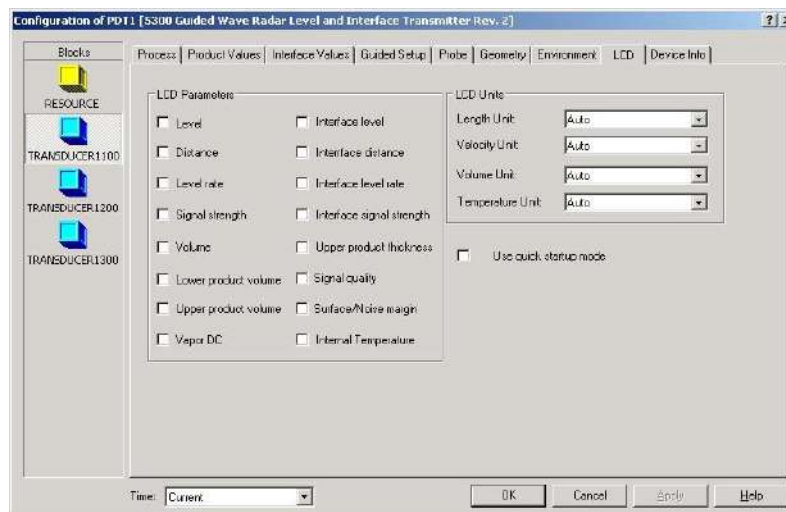 Configuration of PDT1 [5300 Guided Wave Radar Level and Interface Transmitter Rev. 2]
Blocks
RESOURCE
TRANSDUCER1100
TRANSDUCER1200
TRANSDUCER1300
Process Product Values Interface Values Guided Setup Probe Geometry Environment LCD Device Info
LCD Parameters
Level
Interface level
Distance
Interface distance
Level rate
Interface level rate
Signal strength
Interface signal strength
Volume
Upper product thickness
Lower product volume
Signal quality
Upper product volume
Surface/Noise margin
Vapor DC
Internal Temperature
LCD Units
Length Unit: Auto
Velocity Unit: Auto
Volume Unit: Auto
Temperature Unit: Auto
Use quick startup mode
Time: Current
OK Cancel Apply Help